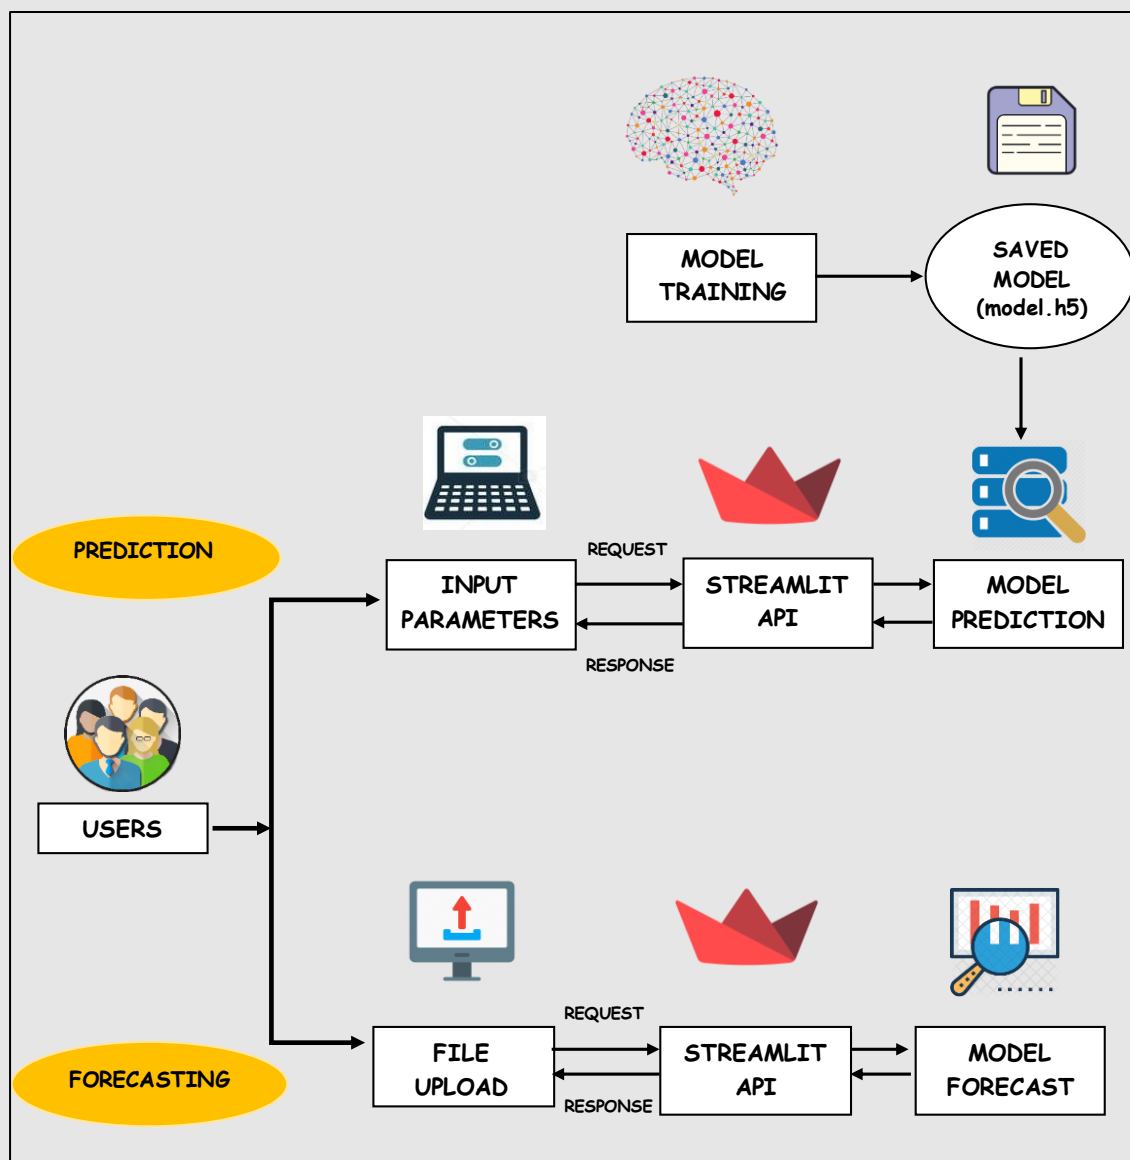 MODEL
TRAINING
SAVED
MODEL
(model.h5)
PREDICTION
REQUEST
INPUT
PARAMETERS
STREAMLIT
API
MODEL
PREDICTION
RESPONSE
USERS
REQUEST
FORECASTING
FILE
UPLOAD
STREAMLIT
API
MODEL
FORECAST
RESPONSE